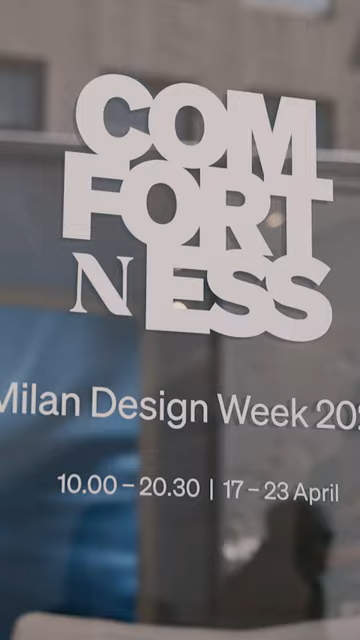 COM
FORT
NESS
Milan Design Week
10.00 – 20.30 | 17 – 23 April